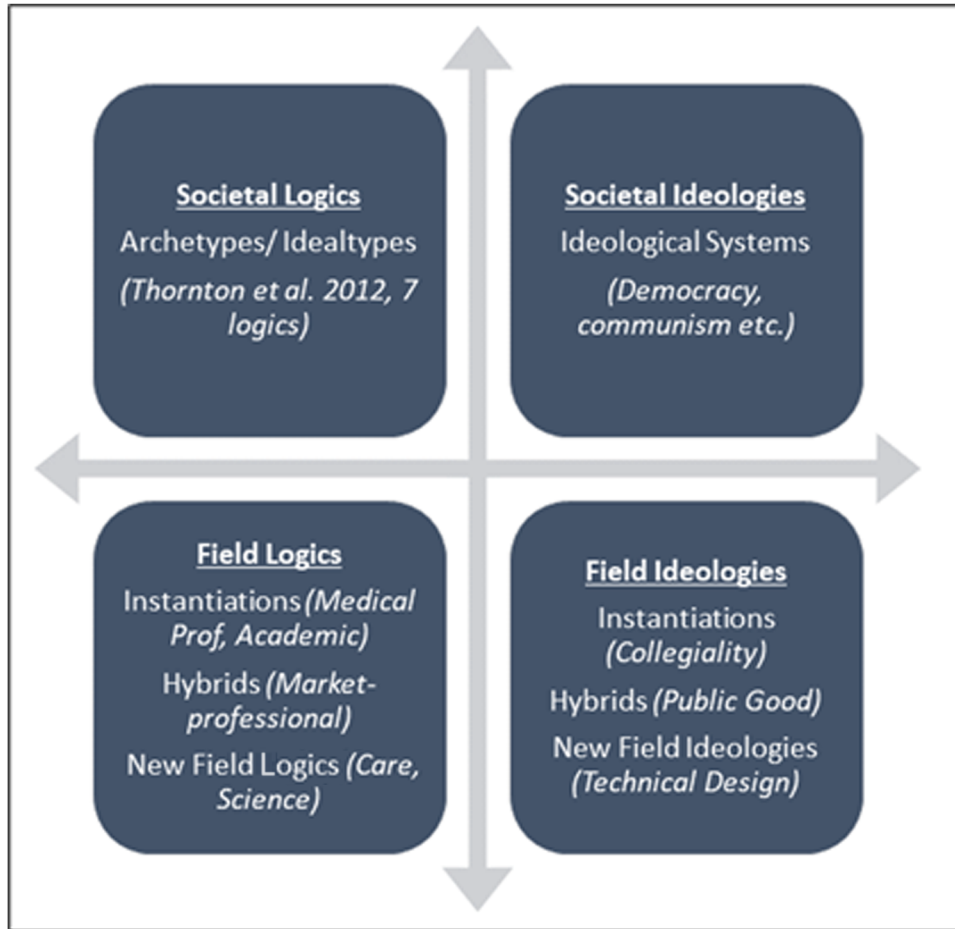 Societal Logics
Archetypes/ Idealtypes
(Thornton et al. 2012, 7
logics)
Societal Ideologies
Ideological Systems
(Democracy,
communism etc.)
Field Logics
Instantiations (Medical
Prof, Academic)
Hybrids (Market-
professional)
New Field Logics (Care,
Science)
Field Ideologies
Instantiations
(Collegiality)
Hybrids (Public Good)
New Field Ideologies
(Technical Design)